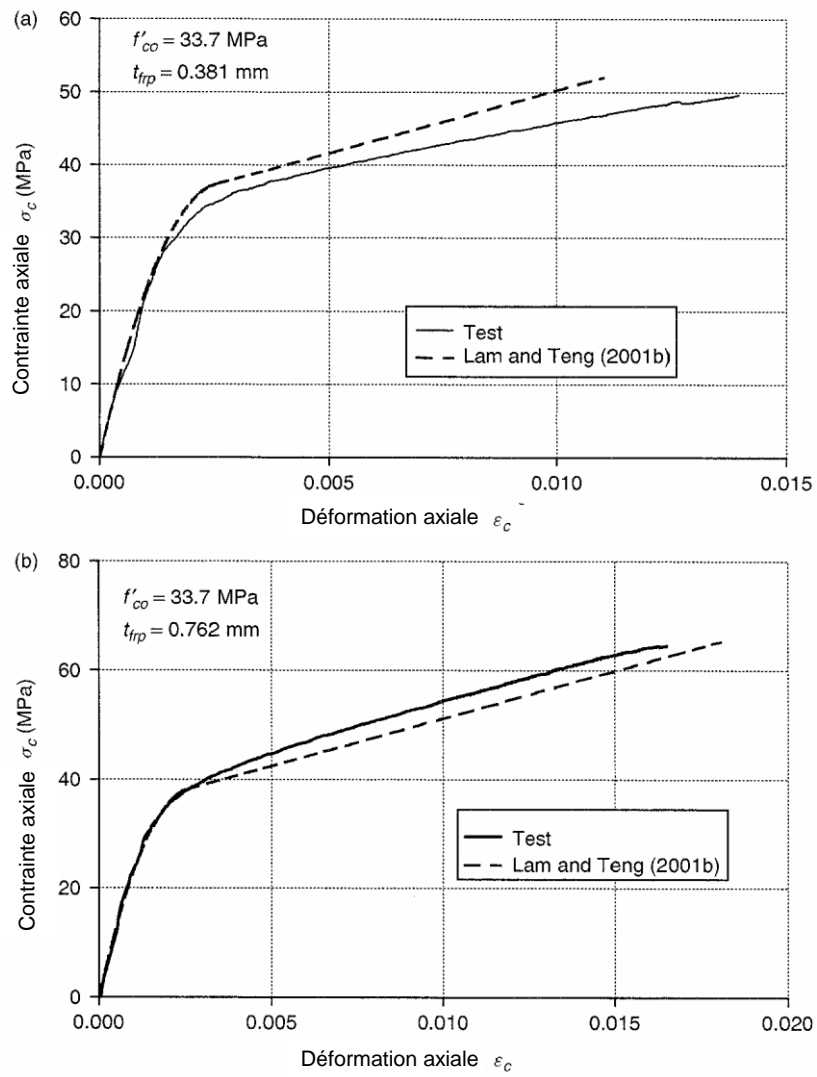 (a)
60
50
40
30
20
10
0
f'co = 33.7 MPa
tfrp = 0.381 mm
Contrainte axiale σc (MPa)
Test
Lam and Teng (2001b)
0.000 0.005 0.010 0.015
Déformation axiale εc
(b)
80
60
40
20
0
f'co = 33.7 MPa
tfrp = 0.762 mm
Contrainte axiale σc (MPa)
Test
Lam and Teng (2001b)
0.000 0.005 0.010 0.015 0.020
Déformation axiale εc